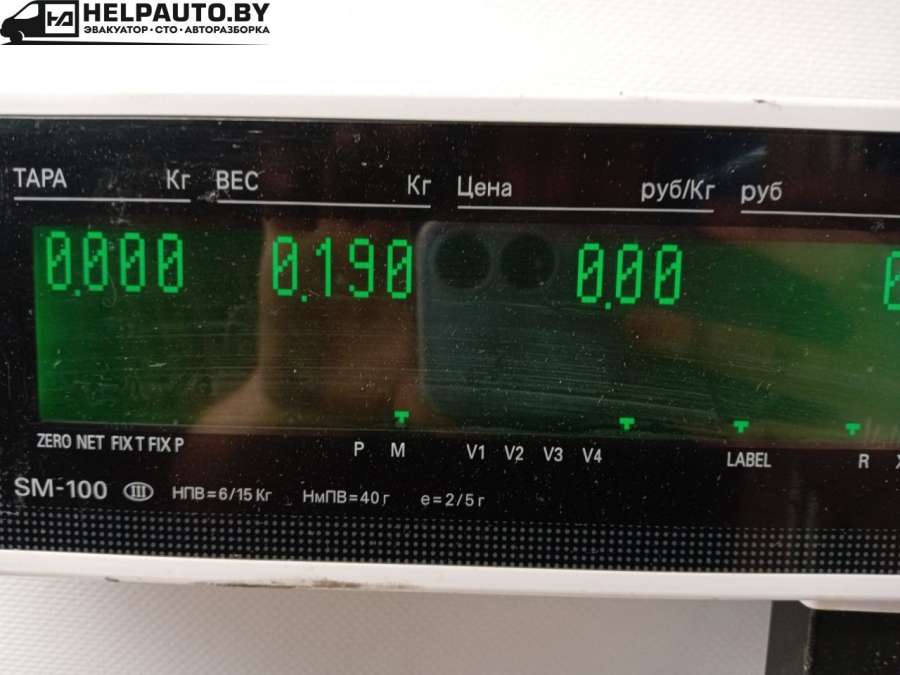 HELPAUTO.BY
ЭВАКУАТОР · СТО · АВТОРАЗБОРКА
ТАРА Кг ВЕС Кг Цена руб/Кг руб
0.000 0.190 0.00 0
ZERO NET FIX T FIX P P M V1 V2 V3 V4 LABEL R
SM-100 III НПВ=6/15 Кг НмПВ=40 г e=2/5 г